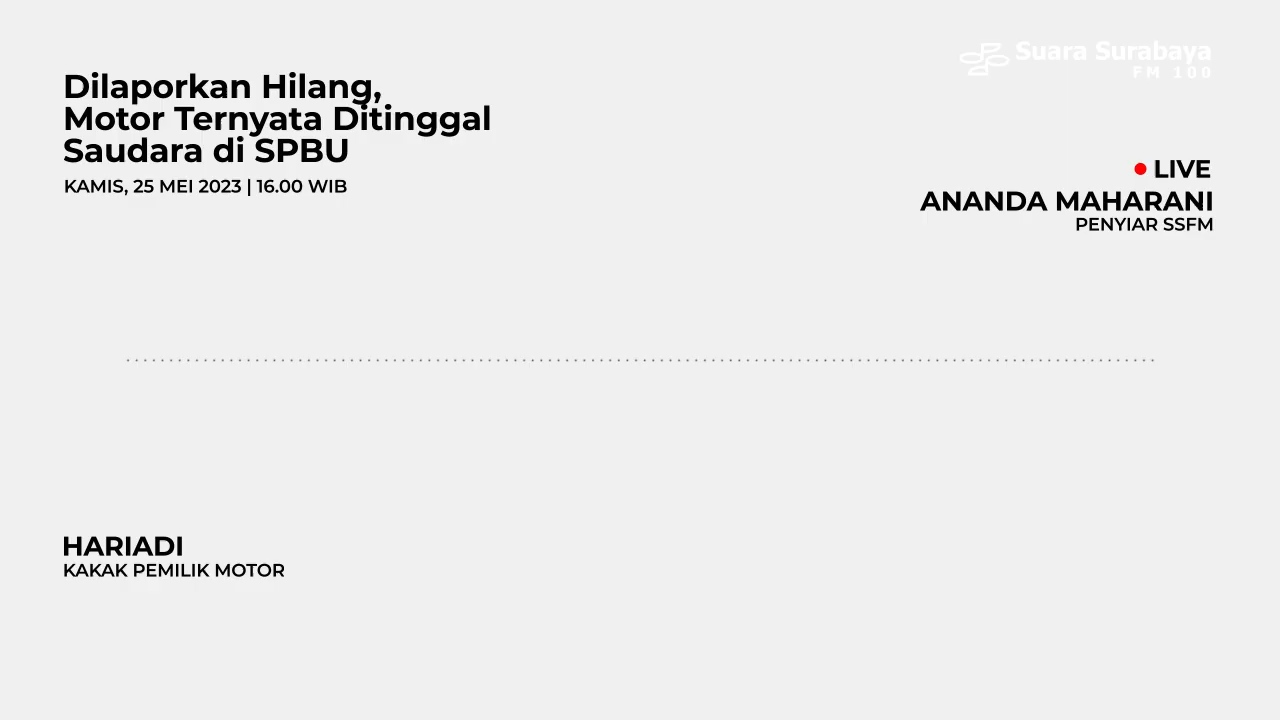 Dilaporkan Hilang,
Motor Ternyata Ditinggal
Saudara di SPBU
KAMIS, 25 MEI 2023 | 16.00 WIB
Suara Surabaya
FM 100
LIVE
ANANDA MAHARANI
PENYIAR SSFM
HARIADI
KAKAK PEMILIK MOTOR